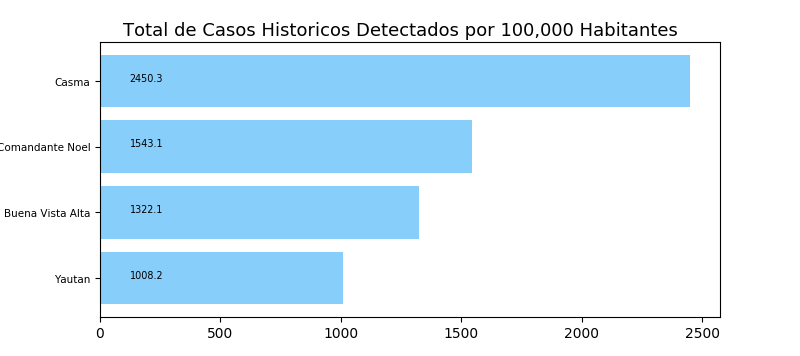 Total de Casos Historicos Detectados por 100,000 Habitantes
Casma
2450.3
Comandante Noel
1543.1
Buena Vista Alta
1322.1
Yautan
1008.2
0
500
1000
1500
2000
2500